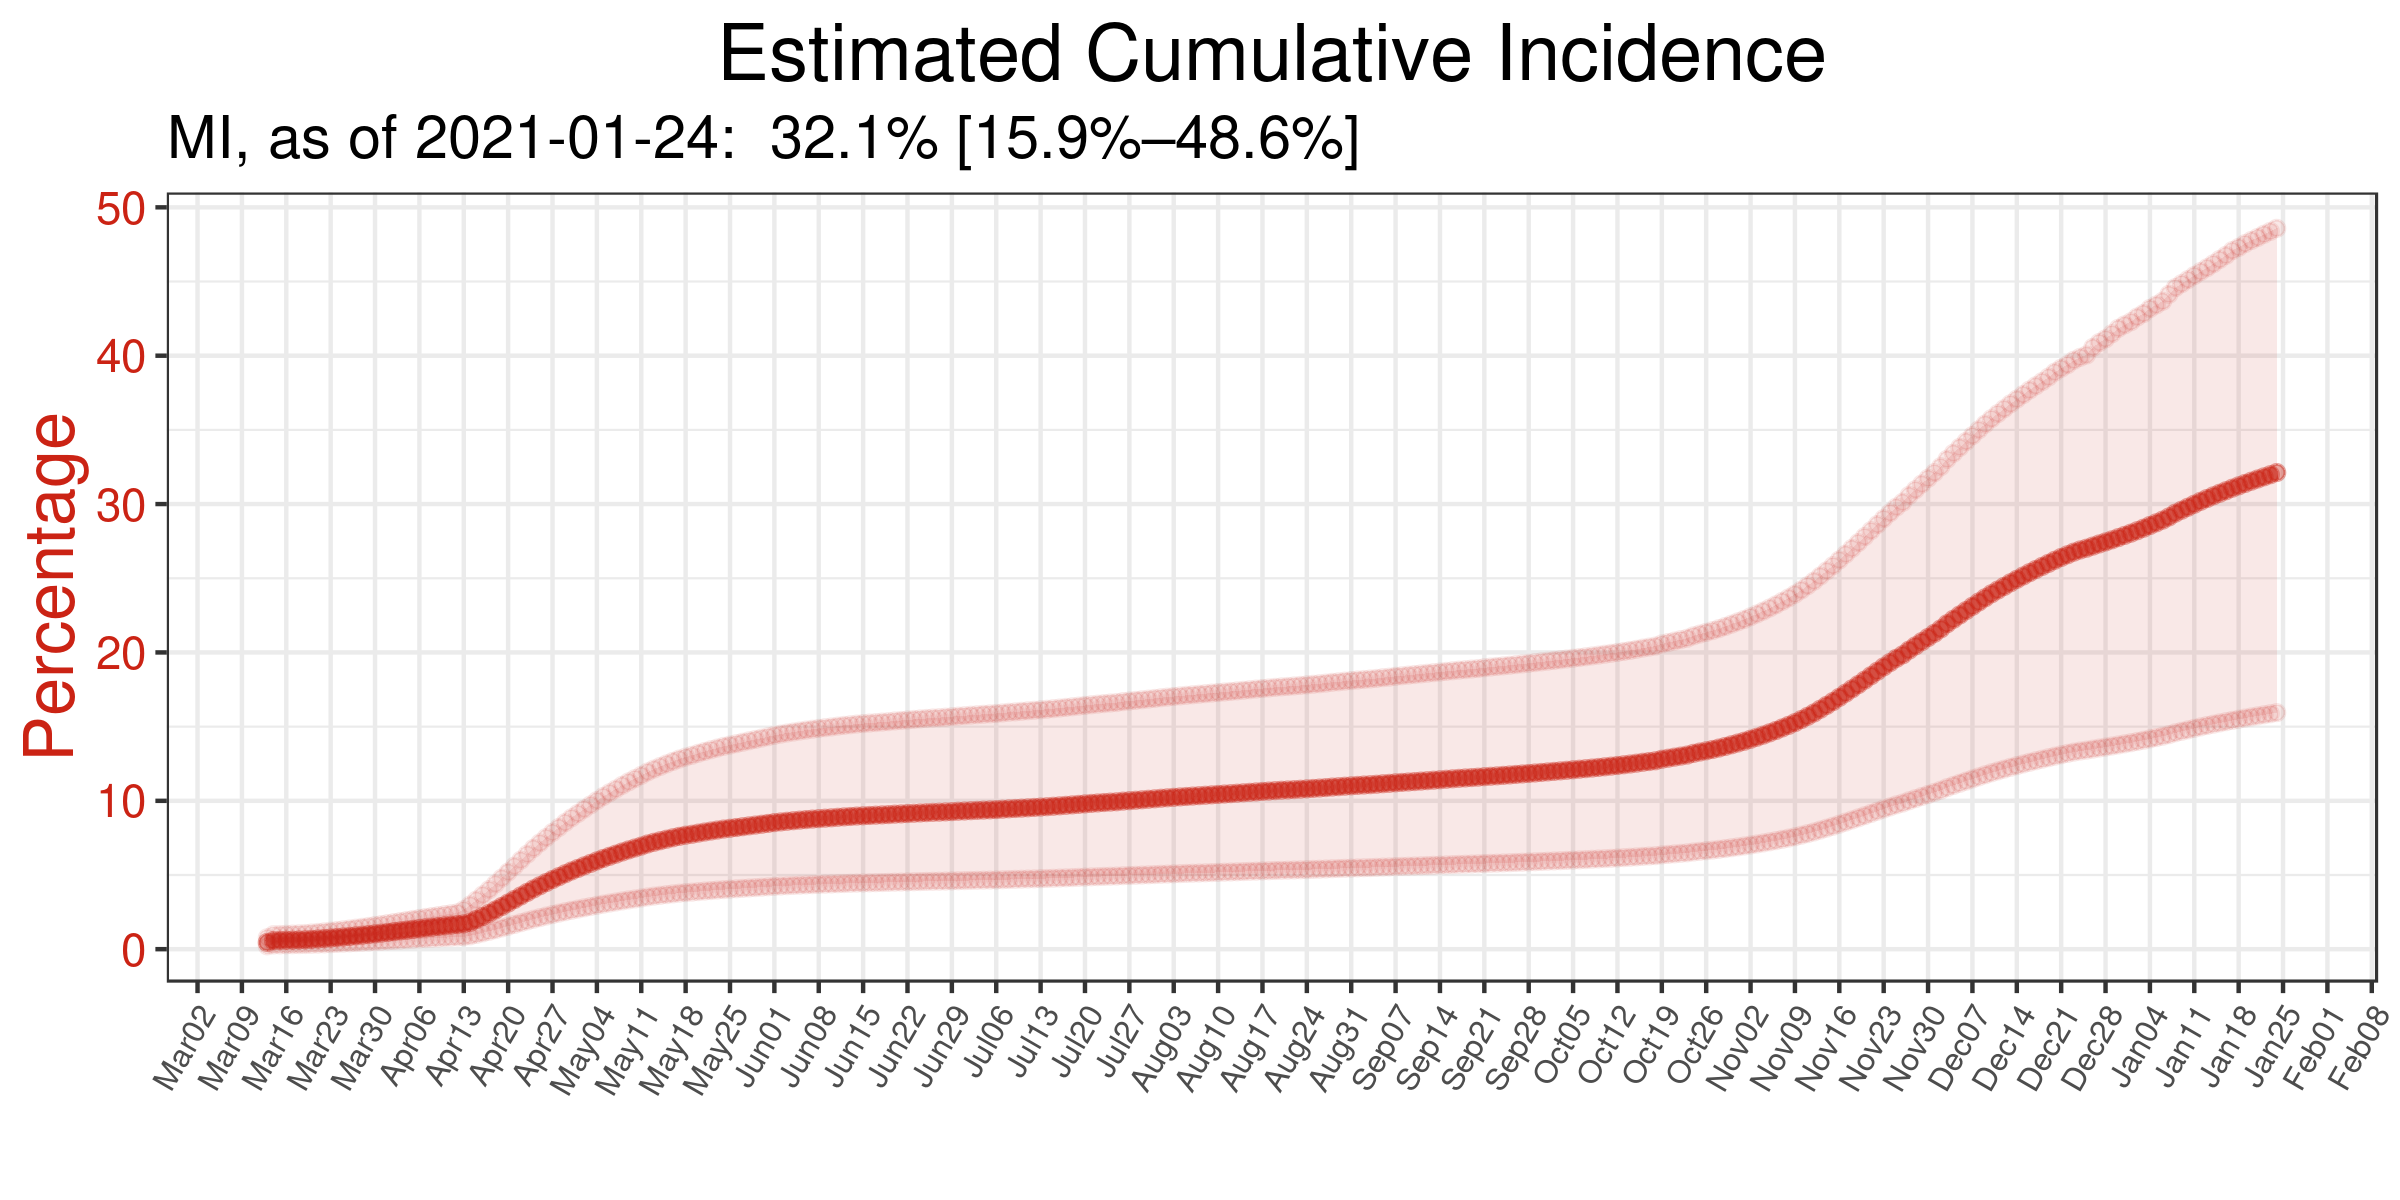 Estimated Cumulative Incidence
MI, as of 2021-01-24:  32.1% [15.9%–48.6%]
Percentage
50
40
30
20
10
0
Mar02
Mar09
Mar16
Mar23
Mar30
Apr06
Apr13
Apr20
Apr27
May04
May11
May18
May25
Jun01
Jun08
Jun15
Jun22
Jun29
Jul06
Jul13
Jul20
Jul27
Aug03
Aug10
Aug17
Aug24
Aug31
Sep07
Sep14
Sep21
Sep28
Oct05
Oct12
Oct19
Oct26
Nov02
Nov09
Nov16
Nov23
Nov30
Dec07
Dec14
Dec21
Dec28
Jan04
Jan11
Jan18
Jan25
Feb01
Feb08